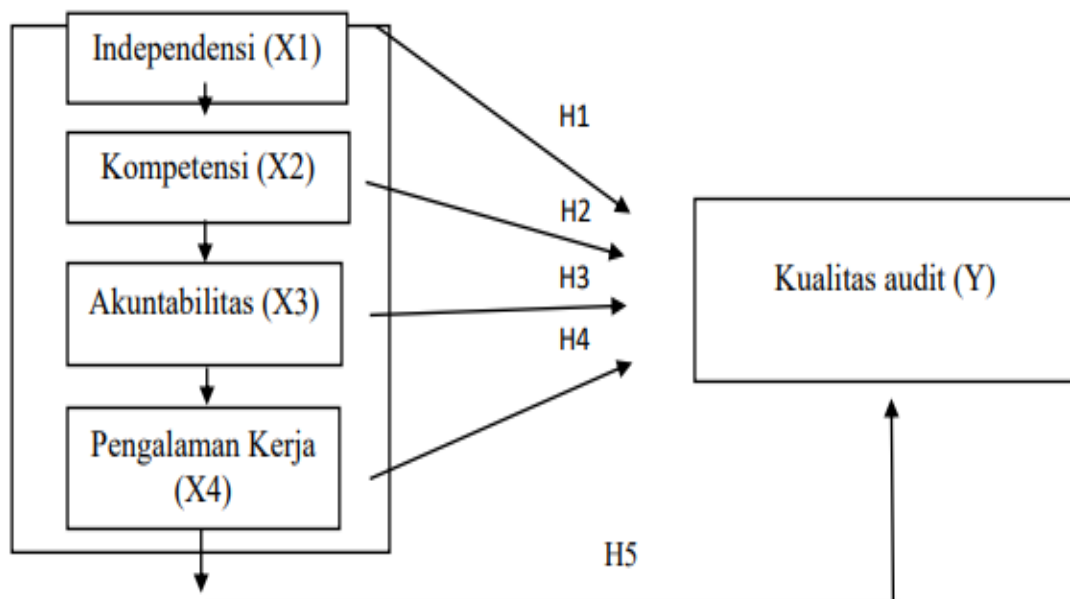 Independensi (X1)
H1
Kompetensi (X2)
H2
H3
Kualitas audit (Y)
Akuntabilitas (X3)
H4
Pengalaman Kerja
(X4)
H5